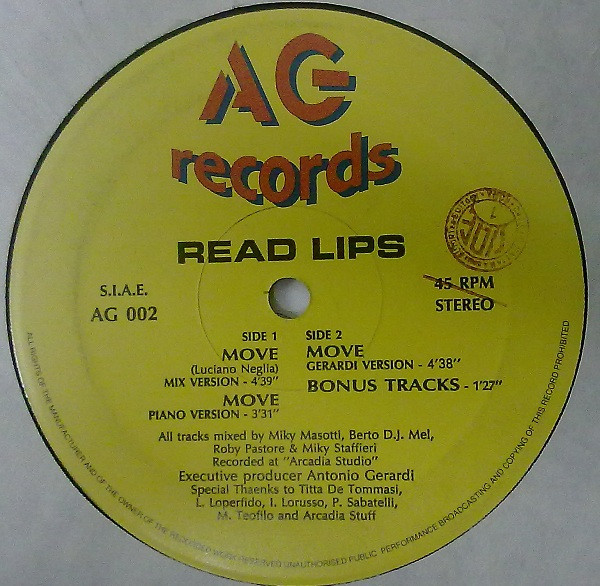 AG
records
READ LIPS
S.I.A.E.
AG 002
45 RPM
STEREO
SIDE 1
MOVE
(Luciano Neglia)
MIX VERSION - 4'39"
MOVE
PIANO VERSION - 3'31"
SIDE 2
MOVE
GERARDI VERSION - 4'38"
BONUS TRACKS - 1'27"
All tracks mixed by Miky Masotti, Berto D.J. Mel,
Roby Pastore & Miky Staffieri
Recorded at "Arcadia Studio"
Executive producer Antonio Gerardi
Special Thaenks to Titta De Tommasi,
L. Loperfido, I. Lorusso, P. Sabatelli,
M. Teofilo and Arcadia Stuff
ALL RIGHTS OF THE MANUFACTURER AND OF THE OWNER OF THE RECORDED WORK RESERVED UNAUTHORISED PUBLIC PERFORMANCE BROADCASTING AND COPYING OF THIS RECORD PROHIBITED